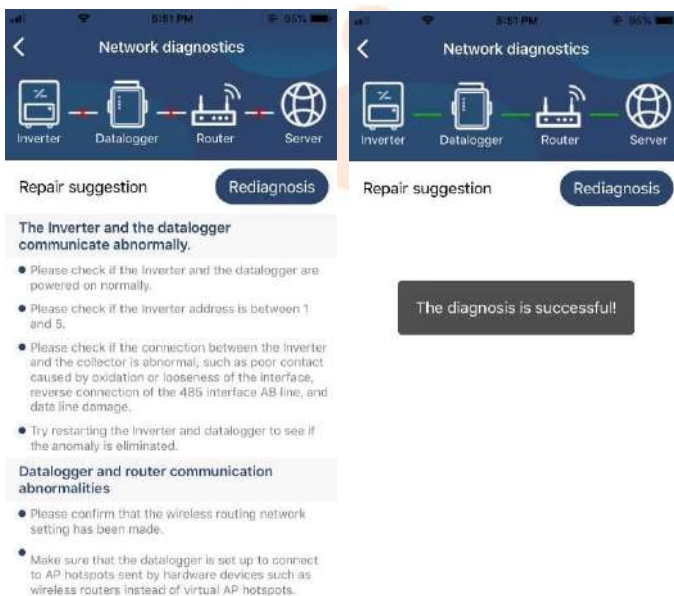 5:51 PM
95%
Network diagnostics
Inverter
Datalogger
Router
Server
Repair suggestion
Rediagnosis
The Inverter and the datalogger
communicate abnormally.
Please check if the Inverter and the datalogger are
powered on normally.
Please check if the Inverter address is between 1
and 5.
Please check if the connection between the Inverter
and the collector is abnormal, such as poor contact
caused by oxidation or looseness of the interface,
reverse connection of the 485 interface AB line, and
data line damage.
Try restarting the Inverter and datalogger to see if
the anomaly is eliminated.
Datalogger and router communication
abnormalities
Please confirm that the wireless routing network
setting has been made.
Make sure that the datalogger is set up to connect
to AP hotspots sent by hardware devices such as
wireless routers instead of virtual AP hotspots.
5:51 PM
95%
Network diagnostics
Inverter
Datalogger
Router
Server
Repair suggestion
Rediagnosis
The diagnosis is successful!